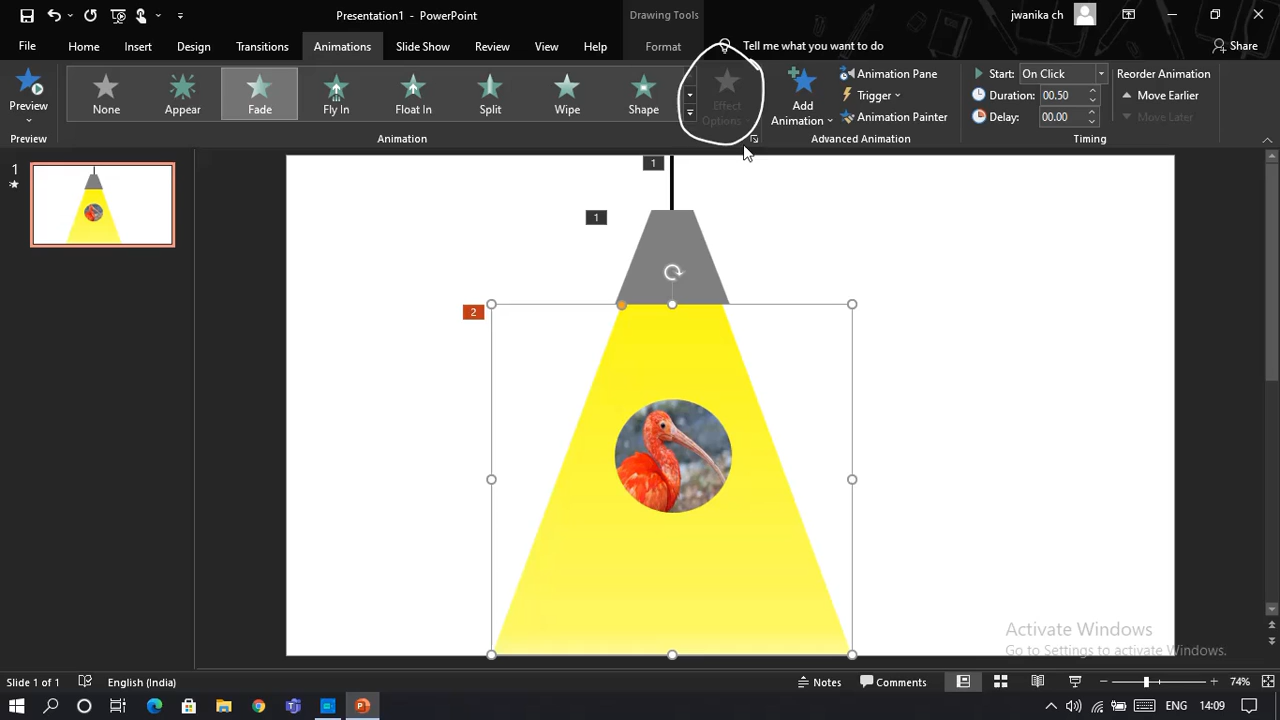 Presentation1 - PowerPoint
Drawing Tools
jwanika ch
File
Home
Insert
Design
Transitions
Animations
Slide Show
Review
View
Help
Format
Tell me what you want to do
Share
Preview
None
Appear
Fade
Fly In
Float In
Split
Wipe
Shape
Effect
Options
Add
Animation
Animation Pane
Trigger
Animation Painter
Start: On Click
Duration: 00.50
Delay: 00.00
Reorder Animation
Move Earlier
Move Later
Preview
Animation
Advanced Animation
Timing
1
1
1
2
Activate Windows
Go to Settings to activate Windows.
Slide 1 of 1
English (India)
Notes
Comments
74%
ENG
14:09